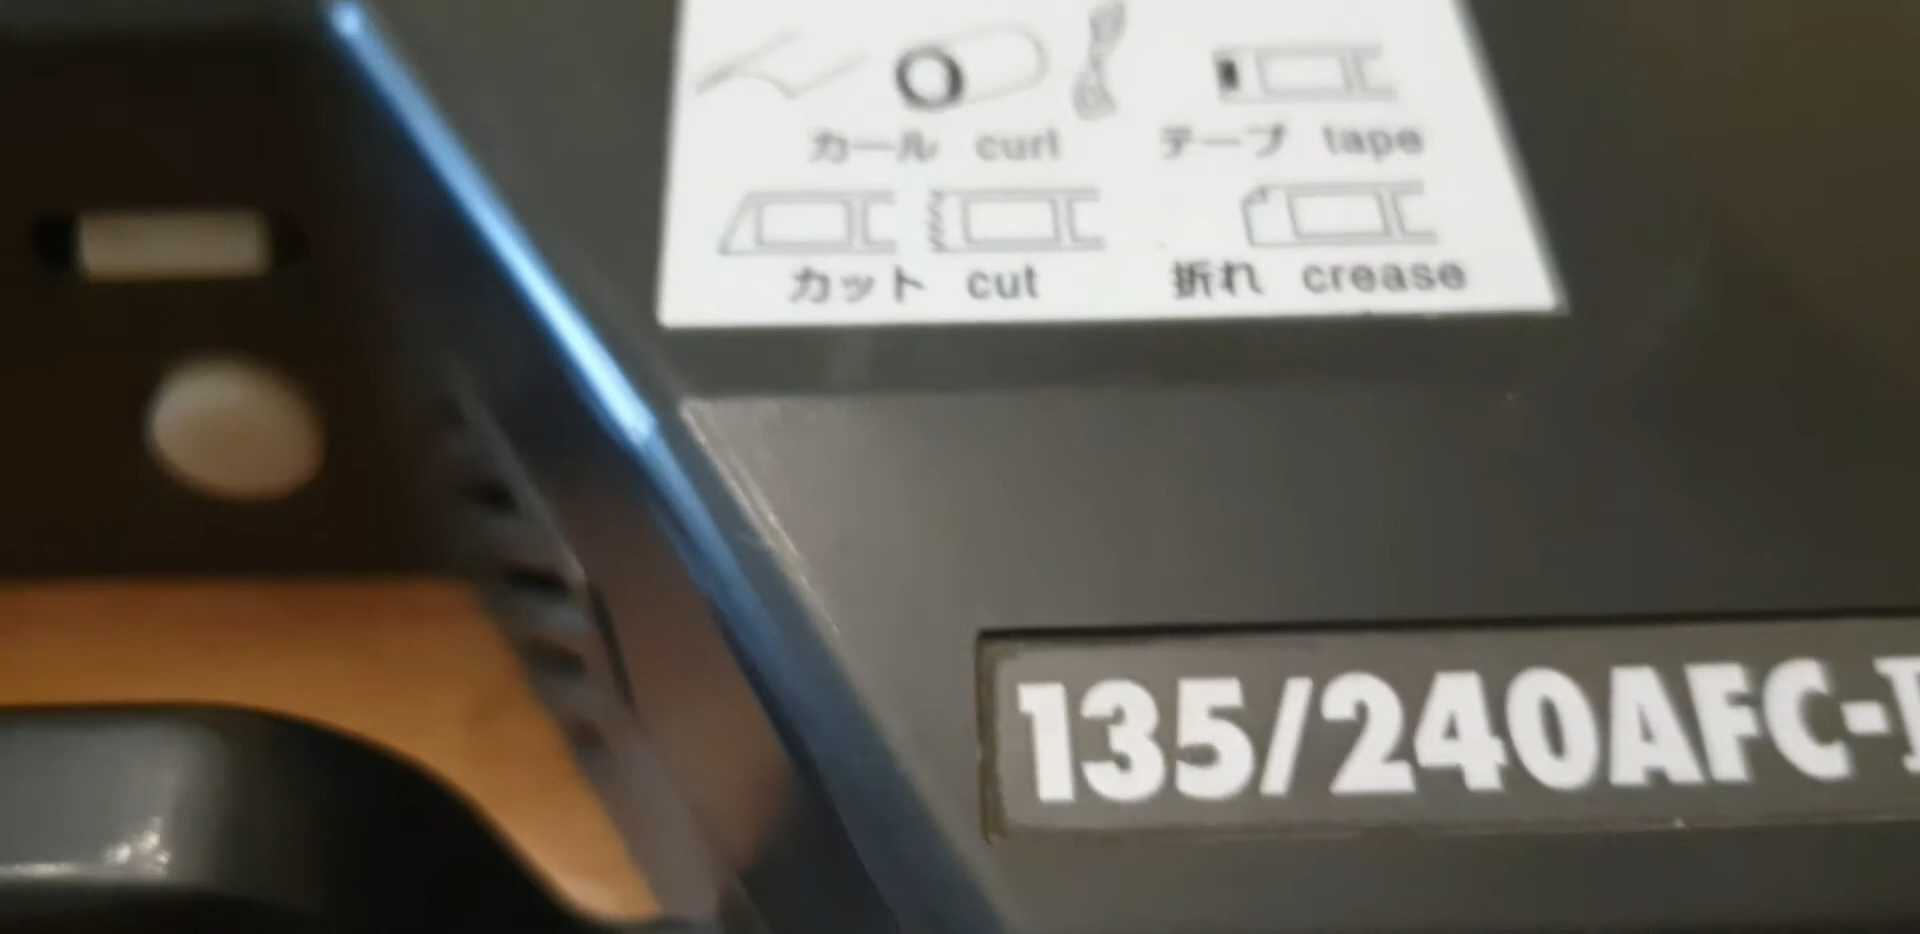 カール curl テープ tape
カット cut 折れ crease
135/240AFC-I